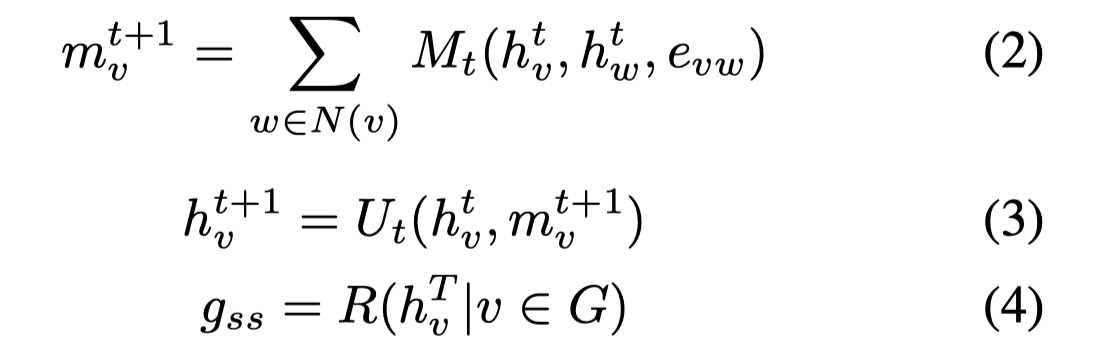 m_v^{t+1} = \sum_{w \in N(v)} M_t(h_v^t, h_w^t, e_{vw}) (2)
h_v^{t+1} = U_t(h_v^t, m_v^{t+1}) (3)
g_{ss} = R(h_v^T | v \in G) (4)